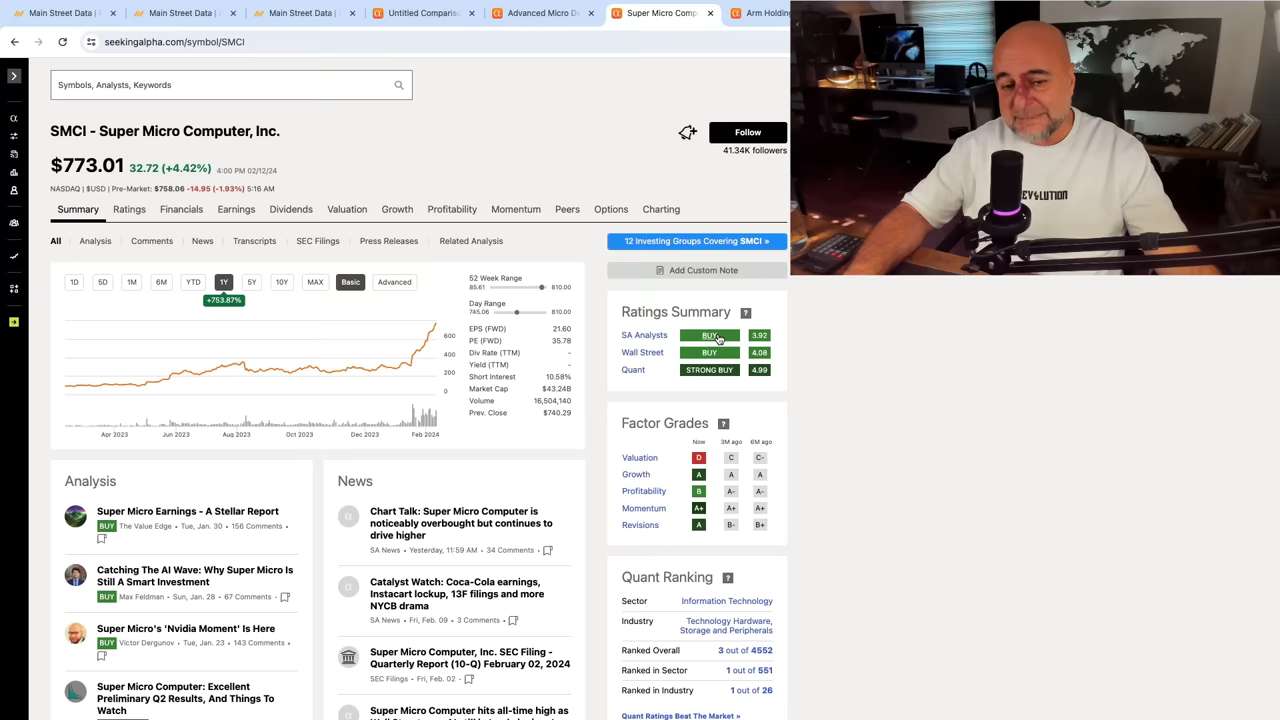 Main Street Data |
Main Street Data |
Main Street Data |
Untitled Comparis
Advanced Micro De
Super Micro Comp
Arm Holding
seekingalpha.com/symbol/SMCI
Symbols, Analysts, Keywords
SMCI - Super Micro Computer, Inc.
Follow
41.34K followers
$773.01 32.72 (+4.42%) 4:00 PM 02/12/24
NASDAQ | $USD | Pre-Market: $758.06 -14.95 (-1.93%) 5:16 AM
Summary Ratings Financials Earnings Dividends Valuation Growth Profitability Momentum Peers Options Charting
All Analysis Comments News Transcripts SEC Filings Press Releases Related Analysis
12 Investing Groups Covering SMCI »
Add Custom Note
1D 5D 1M 6M YTD 1Y 5Y 10Y MAX Basic Advanced
+753.87%
600
400
200
0
Apr 2023 Jun 2023 Aug 2023 Oct 2023 Dec 2023 Feb 2024
52 Week Range
85.61 810.00
Day Range
745.06 810.00
EPS (FWD) 21.60
PE (FWD) 35.78
Div Rate (TTM) -
Yield (TTM) -
Short Interest 10.58%
Market Cap $43.24B
Volume 16,504,140
Prev. Close $740.29
Ratings Summary ?
SA Analysts BUY 3.92
Wall Street BUY 4.08
Quant STRONG BUY 4.99
Factor Grades ?
Now 3M ago 6M ago
Valuation D C C-
Growth A A A
Profitability B A- A-
Momentum A+ A+ A+
Revisions A B- B+
Analysis
Super Micro Earnings - A Stellar Report
BUY The Value Edge • Tue, Jan. 30 • 156 Comments •
Catching The AI Wave: Why Super Micro Is
Still A Smart Investment
BUY Max Feldman • Sun, Jan. 28 • 67 Comments •
Super Micro's 'Nvidia Moment' Is Here
BUY Victor Dergunov • Tue, Jan. 23 • 143 Comments •
Super Micro Computer: Excellent
Preliminary Q2 Results, And Things To
Watch
News
Chart Talk: Super Micro Computer is
noticeably overbought but continues to
drive higher
SA News • Yesterday, 11:59 AM • 34 Comments •
Catalyst Watch: Coca-Cola earnings,
Instacart lockup, 13F filings and more
NYCB drama
SA News • Fri, Feb. 09 • 3 Comments •
Super Micro Computer, Inc. SEC Filing -
Quarterly Report (10-Q) February 02, 2024
SEC Filings • Fri, Feb. 02 •
Super Micro Computer hits all-time high as
Quant Ranking ?
Sector Information Technology
Industry Technology Hardware,
Storage and Peripherals
Ranked Overall 3 out of 4552
Ranked in Sector 1 out of 551
Ranked in Industry 1 out of 26
Quant Ratings Beat The Market »